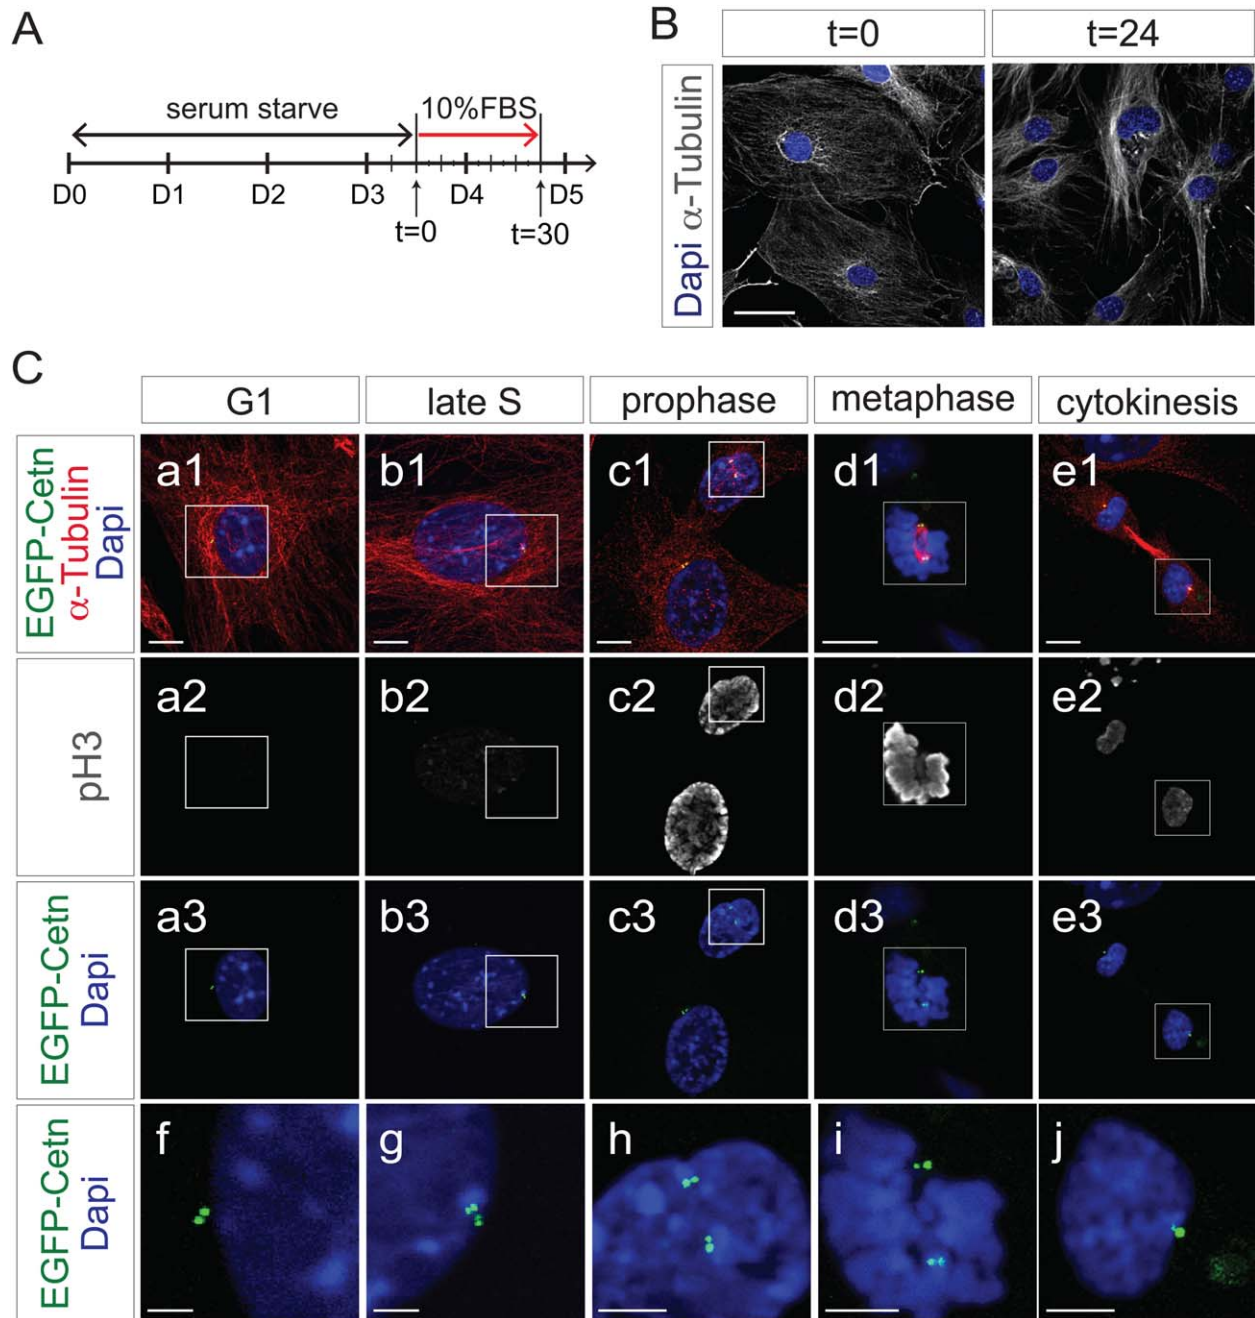 A
serum starve
10%FBS
D0
D1
D2
D3
D4
D5
t=0
t=30
B
t=0
t=24
Dapi α-Tubulin
C
G1
late S
prophase
metaphase
cytokinesis
EGFP-Cetn
α-Tubulin
Dapi
a1
b1
c1
d1
e1
pH3
a2
b2
c2
d2
e2
EGFP-Cetn
Dapi
a3
b3
c3
d3
e3
EGFP-Cetn
Dapi
f
g
h
i
j